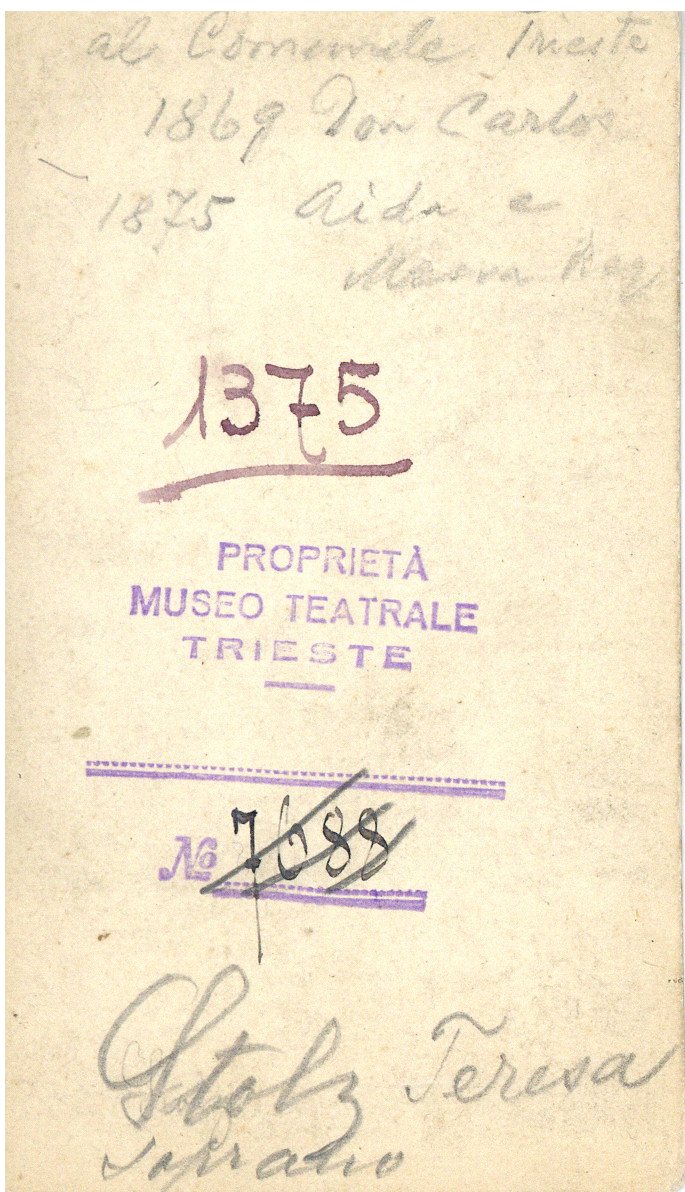 al Comunale Trieste
1869 Don Carlos
1875 Aida e
Messa Req
1375
PROPRIETÀ
MUSEO TEATRALE
TRIESTE
No 7688
Stolz Teresa
soprano